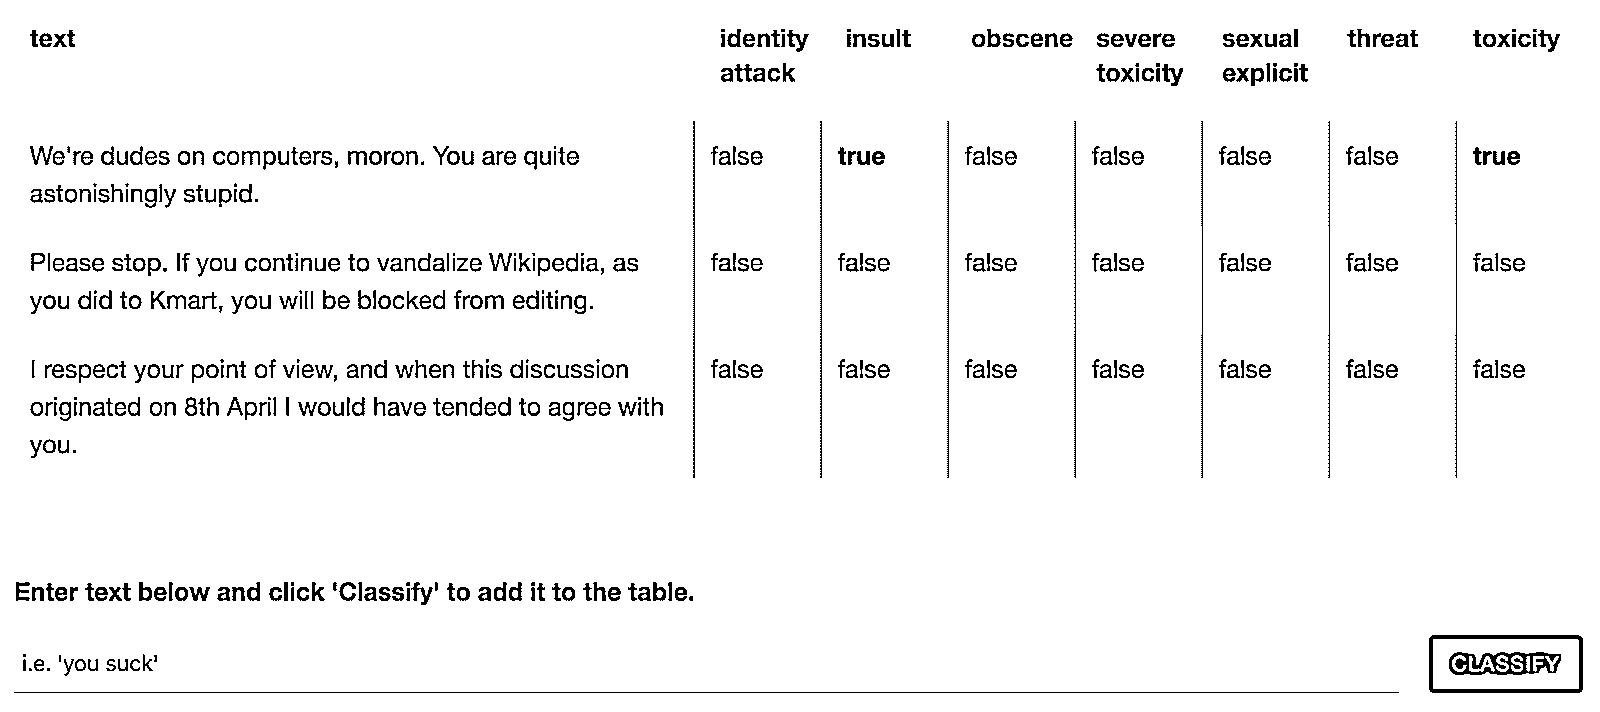 text identity insult obscene severe sexual threat toxicity
attack toxicity explicit
We're dudes on computers, moron. You are quite false true false false false false true
astonishingly stupid.
Please stop. If you continue to vandalize Wikipedia, as false false false false false false false
you did to Kmart, you will be blocked from editing.
I respect your point of view, and when this discussion false false false false false false false
originated on 8th April I would have tended to agree with
you.
Enter text below and click 'Classify' to add it to the table.
i.e. 'you suck' CLASSIFY